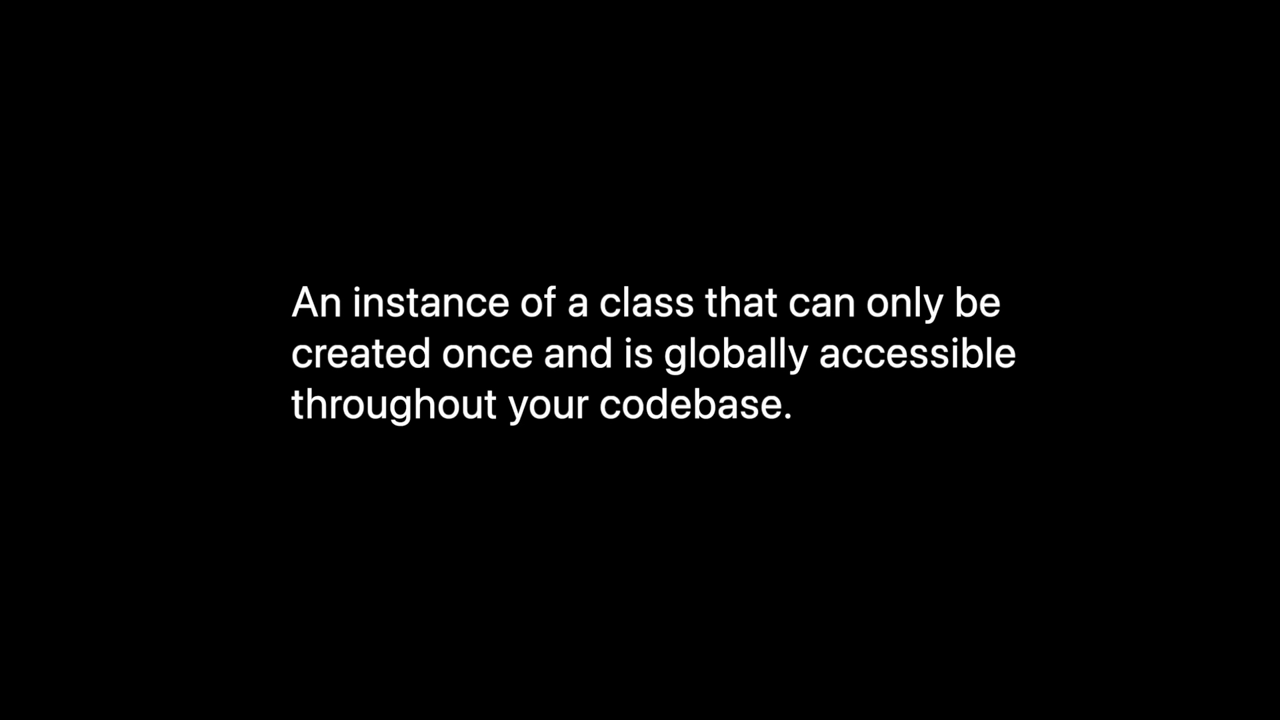 An instance of a class that can only be
created once and is globally accessible
throughout your codebase.